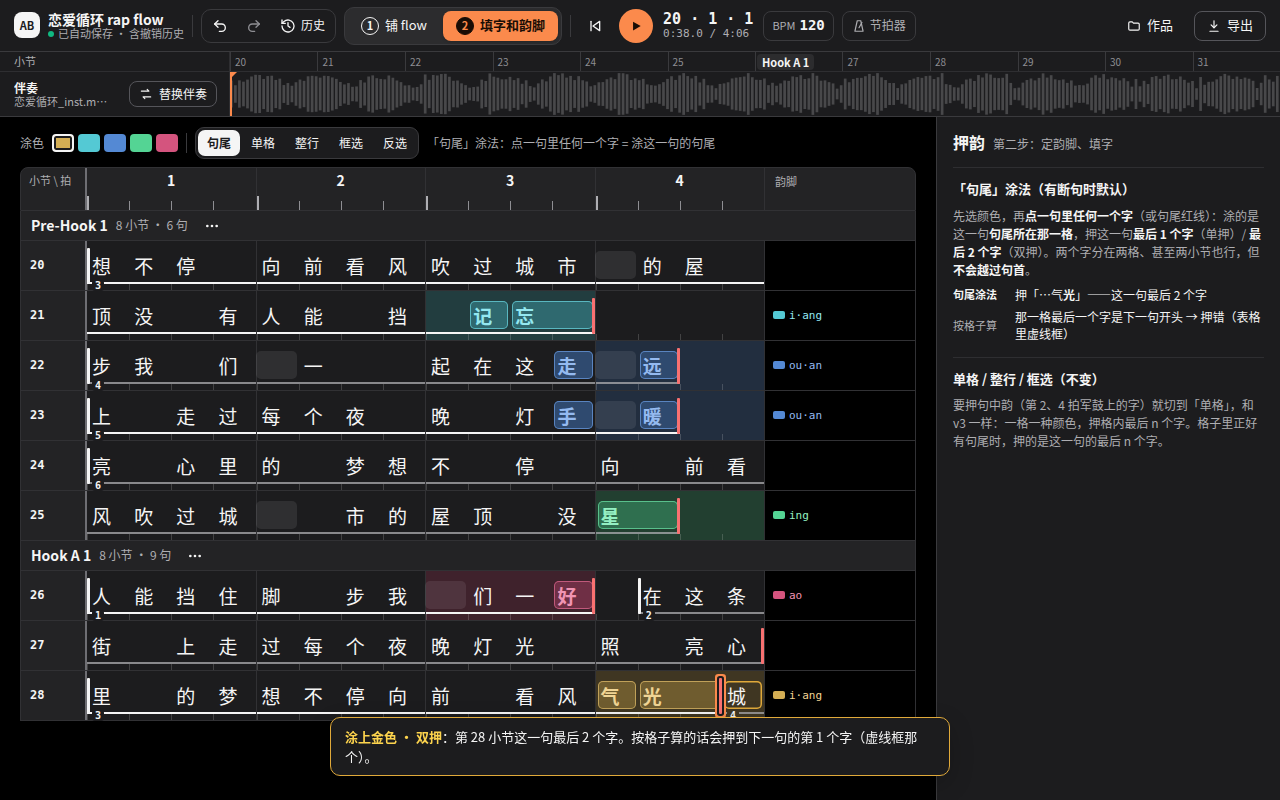 AB
恋爱循环 rap flow
已自动保存 · 含撤销历史
历史
1 铺 flow
2 填字和韵脚
20 · 1 · 1
0:38.0 / 4:06
BPM 120
节拍器
作品
导出
小节
20 21 22 23 24 25 Hook A 1 27 28 29 30 31
伴奏
恋爱循环_inst.m…
替换伴奏
涂色
句尾 单格 整行 框选 反选
「句尾」涂法：点一句里任何一个字 = 涂这一句的句尾
小节 \ 拍 1 2 3 4 韵脚
Pre-Hook 1 8 小节 · 6 句 ···
20 想 不 停 向 前 看 风 吹 过 城 市 的 屋
3
21 顶 没 有 人 能 挡 记 忘 i·ang
22 步 我 们 一 起 在 这 走 远 ou·an
4
23 上 走 过 每 个 夜 晚 灯 手 暖 ou·an
5
24 亮 心 里 的 梦 想 不 停 向 前 看
6
25 风 吹 过 城 市 的 屋 顶 没 星 ing
Hook A 1 8 小节 · 9 句 ···
26 人 能 挡 住 脚 步 我 们 一 好 在 这 条 ao
1 2
27 街 上 走 过 每 个 夜 晚 灯 光 照 亮 心
28 里 的 梦 想 不 停 向 前 看 风 气 光 城 i·ang
3 4
押韵 第二步：定韵脚、填字
「句尾」涂法（有断句时默认）
先选颜色，再点一句里任何一个字（或句尾红线）：涂的是
这一句句尾所在那一格，押这一句最后 1 个字（单押）/ 最
后 2 个字（双押）。两个字分在两格、甚至两小节也行，但
不会越过句首。
句尾涂法 押「…气光」——这一句最后 2 个字
按格子算 那一格最后一个字是下一句开头 → 押错（表格
里虚线框）
单格 / 整行 / 框选（不变）
要押句中韵（第 2、4 拍军鼓上的字）就切到「单格」，和
v3 一样：一格一种颜色，押格内最后 n 个字。格子里正好
有句尾时，押的是这一句的最后 n 个字。
涂上金色 · 双押：第 28 小节这一句最后 2 个字。按格子算的话会押到下一句的第 1 个字（虚线框那
个）。